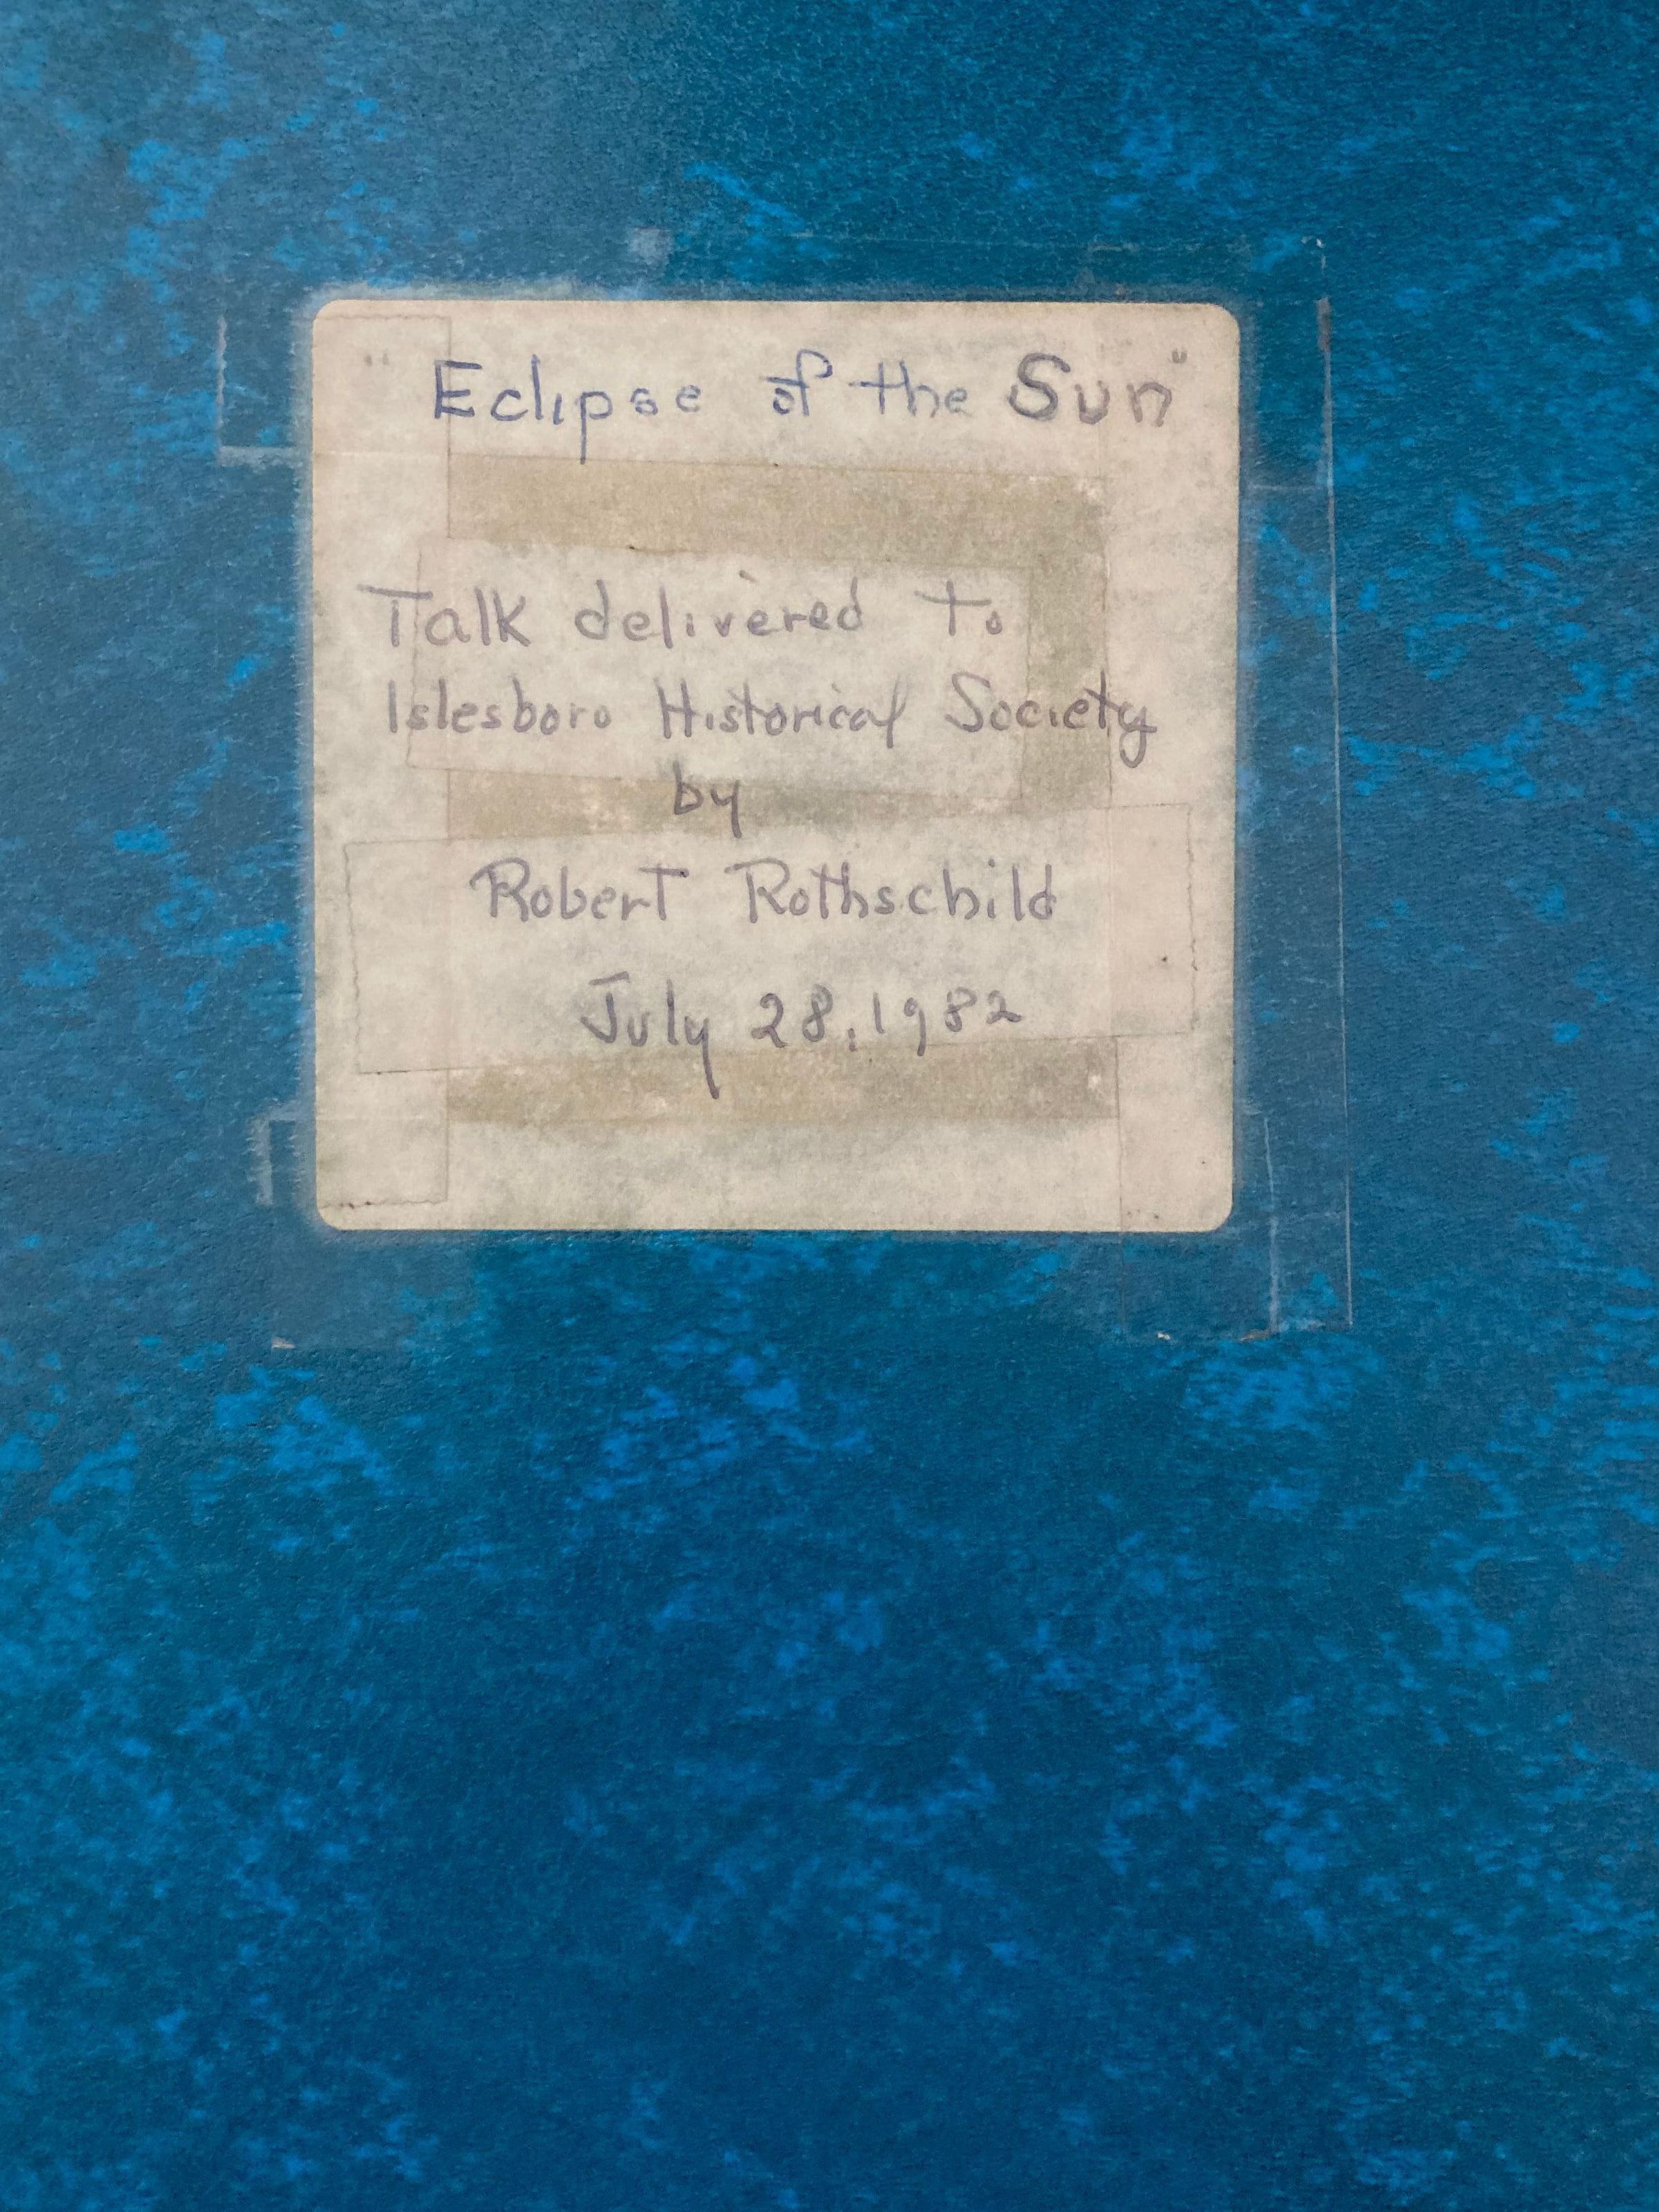 "Eclipse of the Sun"
Talk delivered to
Islesboro Historical Society
by
Robert Rothschild
July 28, 1982